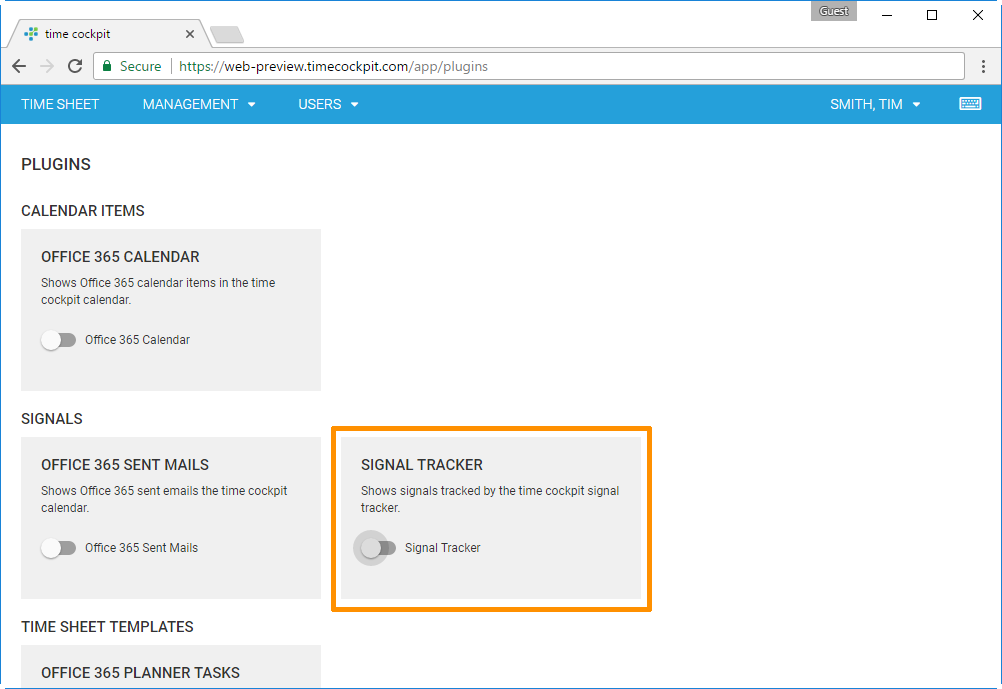 Guest
time cockpit
Secure
https://web-preview.timecockpit.com/app/plugins
TIME SHEET MANAGEMENT USERS SMITH, TIM
PLUGINS
CALENDAR ITEMS
OFFICE 365 CALENDAR
Shows Office 365 calendar items in the time
cockpit calendar.
Office 365 Calendar
SIGNALS
OFFICE 365 SENT MAILS
Shows Office 365 sent emails the time cockpit
calendar.
Office 365 Sent Mails
SIGNAL TRACKER
Shows signals tracked by the time cockpit signal
tracker.
Signal Tracker
TIME SHEET TEMPLATES
OFFICE 365 PLANNER TASKS